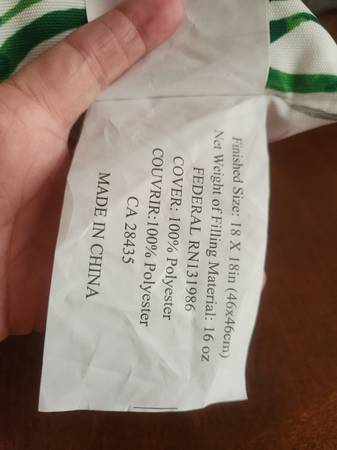 Finished Size: 18 X 18in (46x46cm)
Net Weight of Filling Material: 16 oz
FEDERAL RN131986
COVER: 100% Polyester
COUVRIR:100% Polyester
CA 28435
MADE IN CHINA